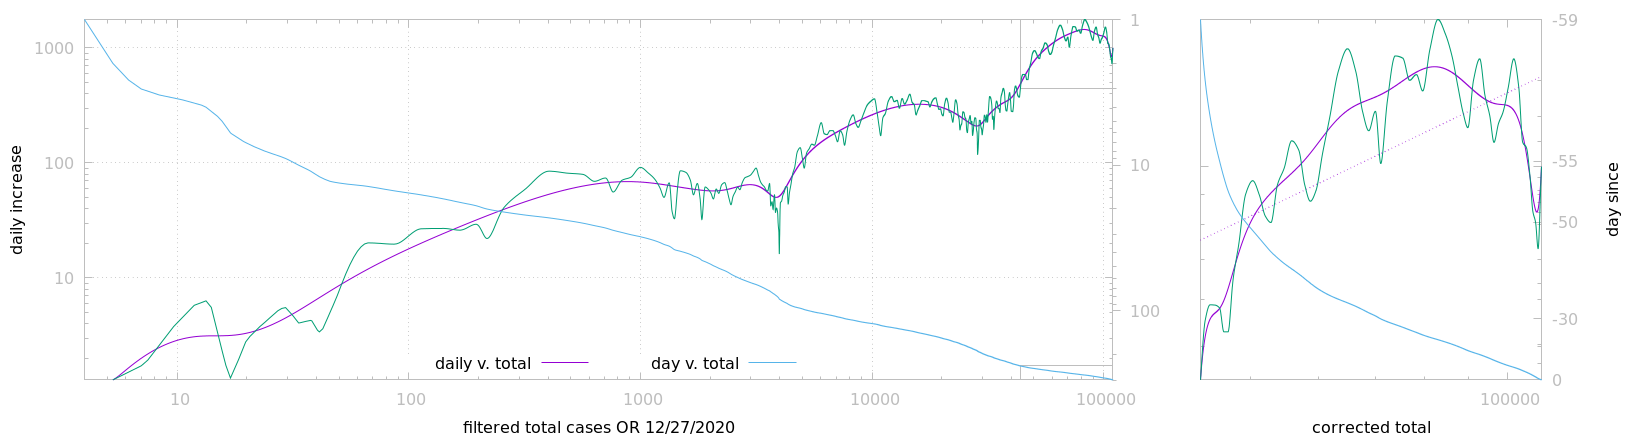 1000
100
10
daily increase
10
100
1000
10000
100000
filtered total cases OR 12/27/2020
daily v. total
day v. total
1
10
100
-59
-55
-50
-30
0
day since
100000
corrected total